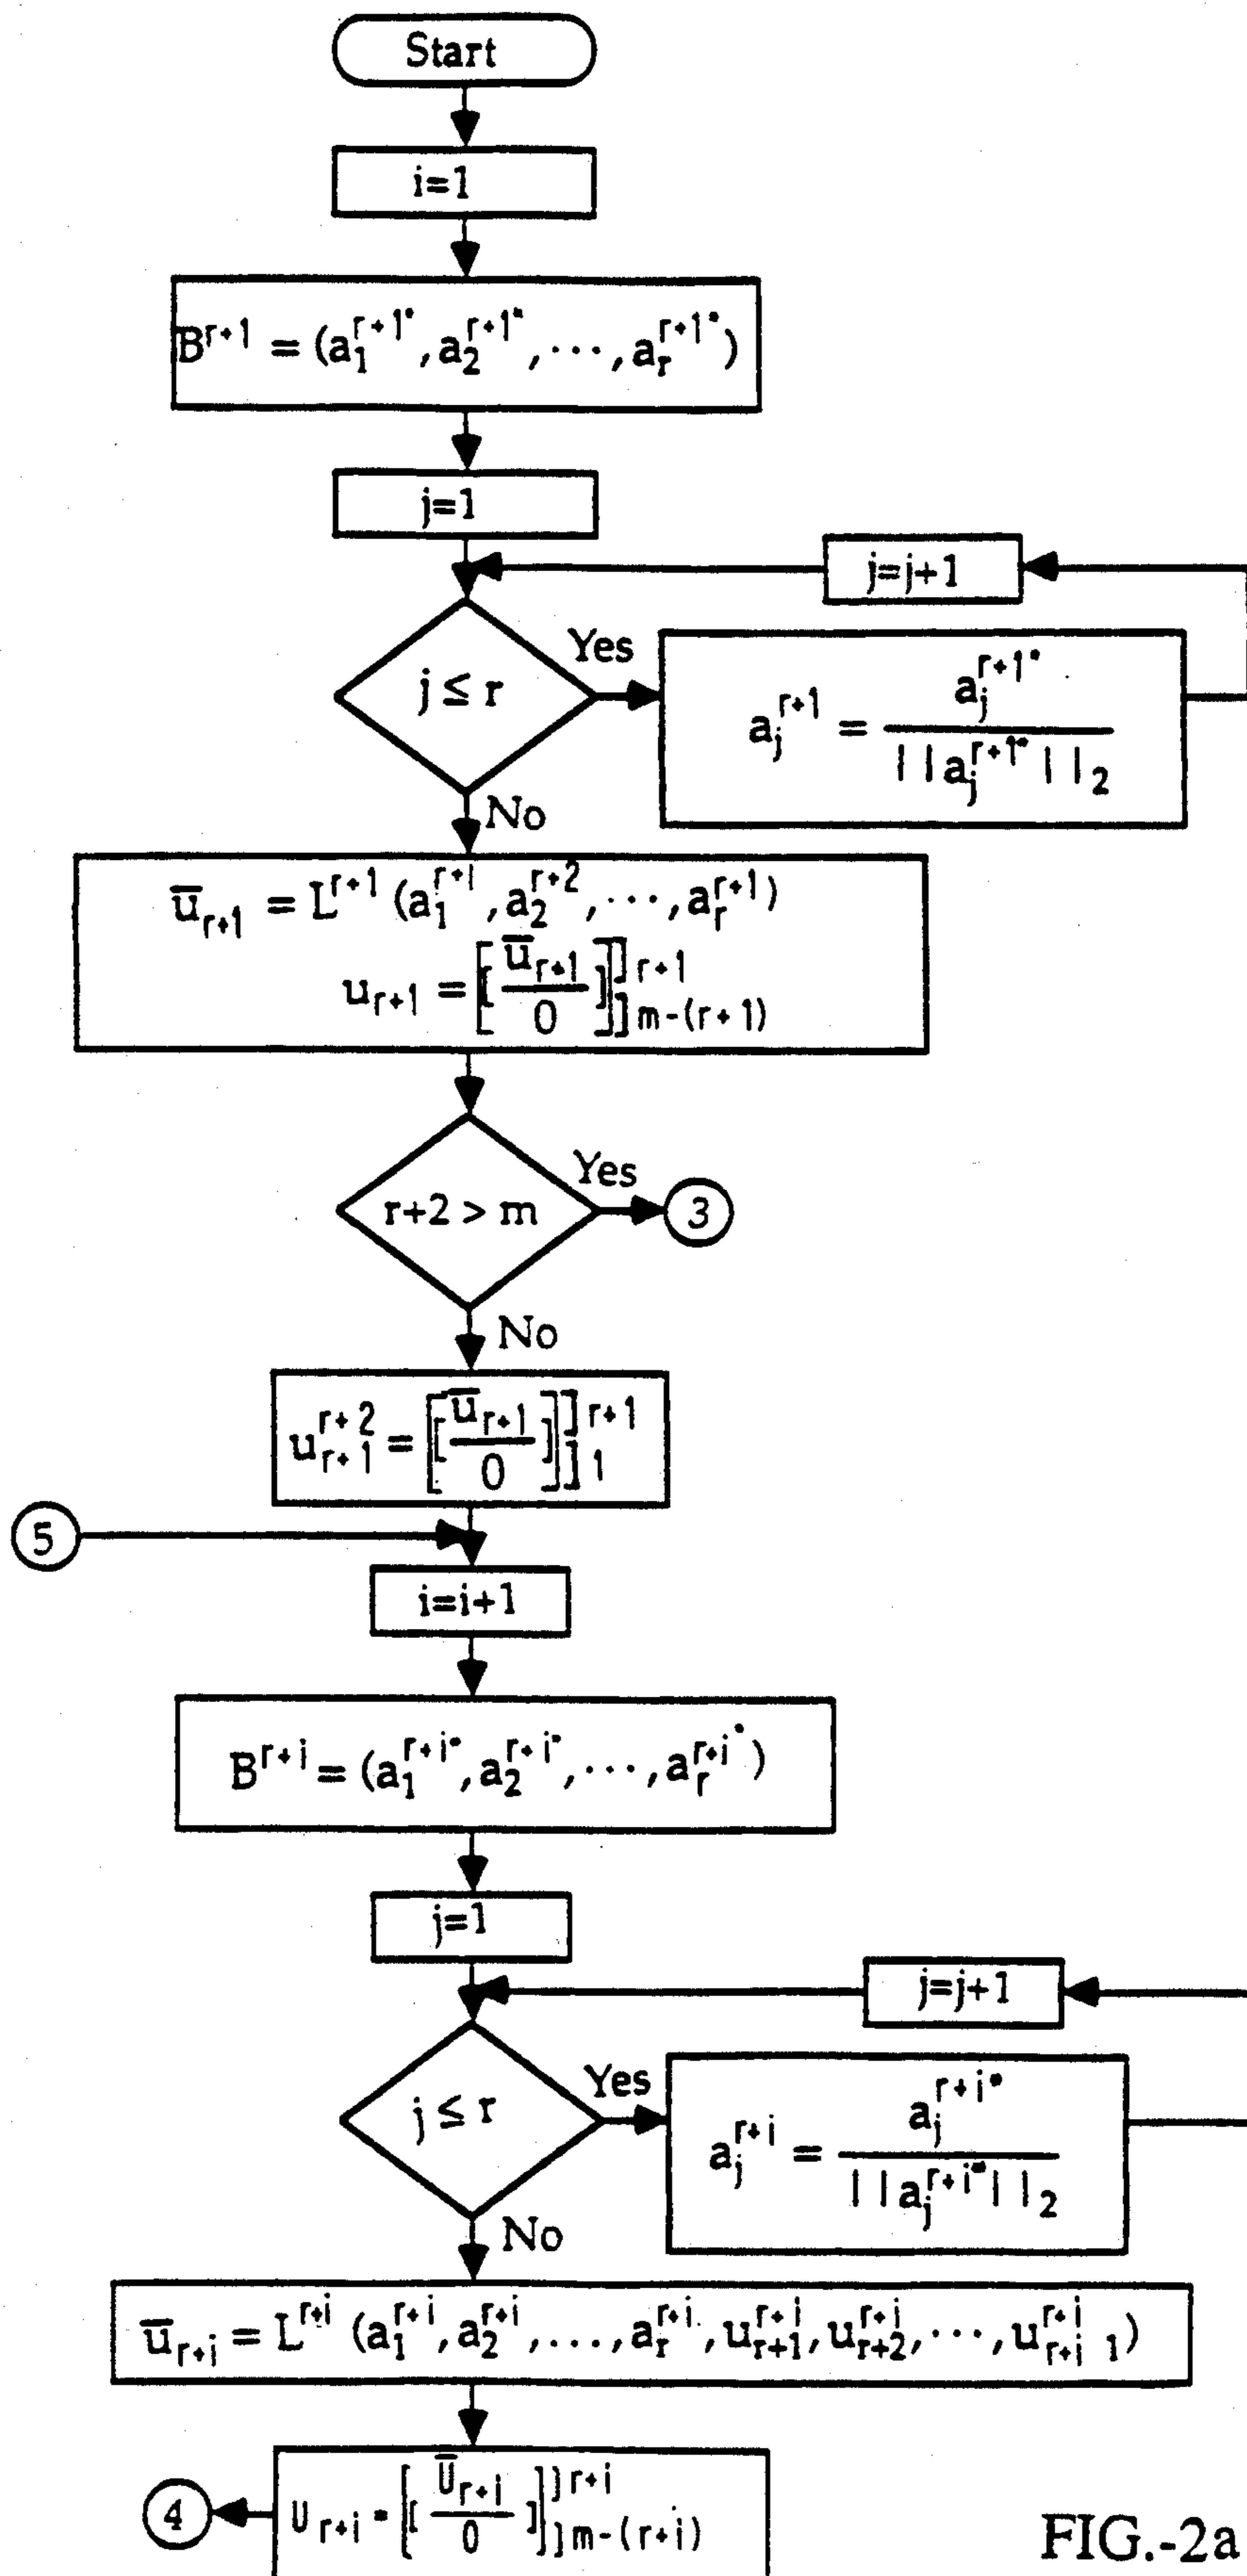 Start
i=1
B^{r+1} = (a_1^{r+1*}, a_2^{r+1*}, ..., a_r^{r+1*})
j=1
j=j+1
j ≤ r
Yes
a_j^{r+1} = a_j^{r+1*} / ||a_j^{r+1*}||_2
No
ū_{r+1} = L^{r+1} (a_1^{r+i}, a_2^{r+2}, ..., a_r^{r+1})
u_{r+1} = [[ū_{r+1} / 0]] ]r+1 ]m-(r+1)
r+2 > m
Yes
3
No
u_{r+1}^{r+2} = [[ū_{r+1} / 0]] ]r+1 ]1
5
i=i+1
B^{r+i} = (a_1^{r+i*}, a_2^{r+i*}, ..., a_r^{r+i*})
j=1
j=j+1
j ≤ r
Yes
a_j^{r+i} = a_j^{r+i*} / ||a_j^{r+i*}||_2
No
ū_{r+i} = L^{r+i} (a_1^{r+i}, a_2^{r+i}, ..., a_r^{r+i}, u_{r+1}^{r+i}, u_{r+2}^{r+i}, ..., u_{r+i 1}^{r+i})
4
U_{r+i} = [[Ū_{r+i} / 0]] ]r+i ]m-(r+i)
FIG.-2a